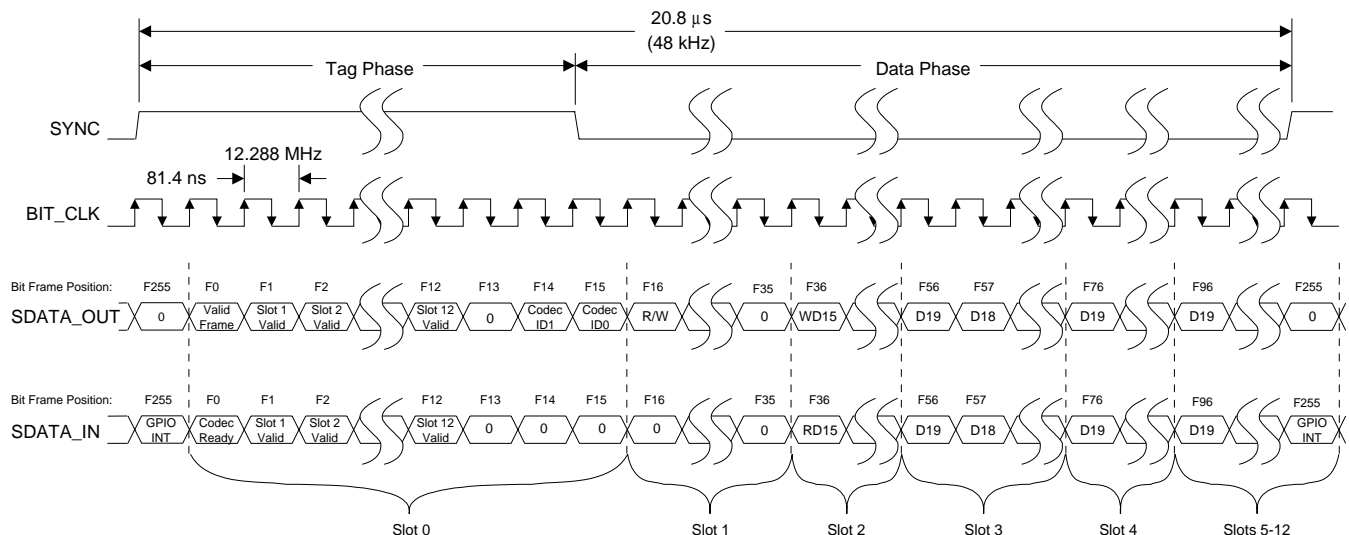 20.8 μs
(48 kHz)
Tag Phase
Data Phase
SYNC
12.288 MHz
81.4 ns
BIT_CLK
Bit Frame Position: F255 F0 F1 F2 F12 F13 F14 F15 F16 F35 F36 F56 F57 F76 F96 F255
SDATA_OUT 0 Valid Frame Slot 1 Valid Slot 2 Valid Slot 12 Valid 0 Codec ID1 Codec ID0 R/W 0 WD15 D19 D18 D19 D19 0
Bit Frame Position: F255 F0 F1 F2 F12 F13 F14 F15 F16 F35 F36 F56 F57 F76 F96 F255
SDATA_IN GPIO INT Codec Ready Slot 1 Valid Slot 2 Valid Slot 12 Valid 0 0 0 0 0 RD15 D19 D18 D19 D19 GPIO INT
Slot 0 Slot 1 Slot 2 Slot 3 Slot 4 Slots 5-12